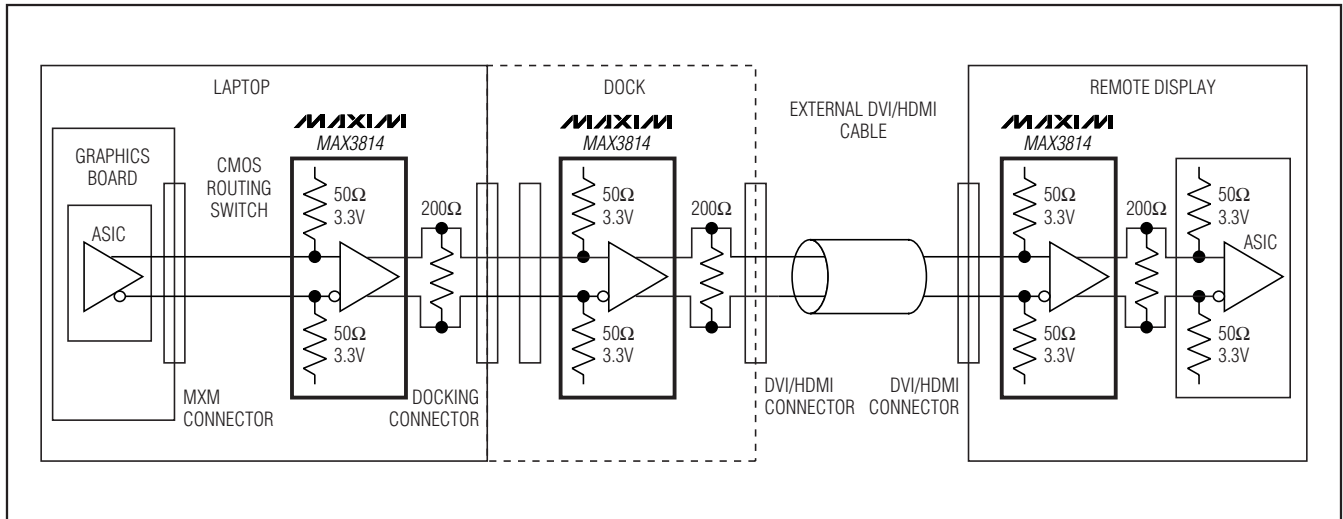 LAPTOP
GRAPHICS
BOARD
ASIC
CMOS
ROUTING
SWITCH
MXM
CONNECTOR
MAXIM
MAX3814
50Ω
3.3V
50Ω
3.3V
200Ω
DOCKING
CONNECTOR
DOCK
MAXIM
MAX3814
50Ω
3.3V
50Ω
3.3V
200Ω
DVI/HDMI
CONNECTOR
EXTERNAL DVI/HDMI
CABLE
DVI/HDMI
CONNECTOR
REMOTE DISPLAY
MAXIM
MAX3814
50Ω
3.3V
50Ω
3.3V
200Ω
50Ω
3.3V
ASIC
50Ω
3.3V